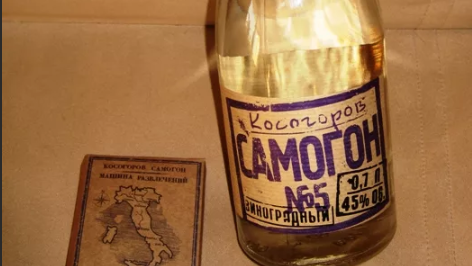 КОСОГОРОВ САМОГОН
МАШИНА РАЗВЛЕЧЕНИЙ
Косогоров
САМОГОН
№5
ВИНОГРАДНЫЙ
0,7 л
45% ОБ.